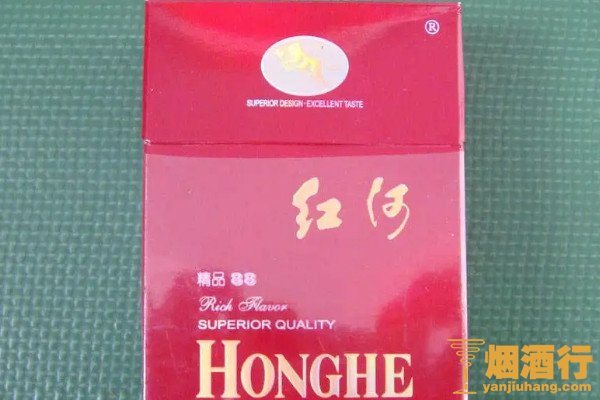 ®
SUPERIOR DESIGN·EXCELLENT TASTE
红河
精品 88
Rich Flavor
SUPERIOR QUALITY
HONGHE
烟酒行
yanjiuhang.com